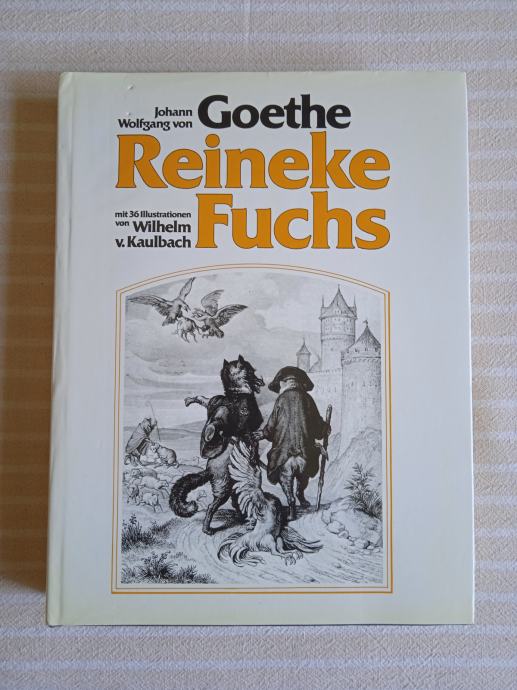 Johann
Wolfgang von Goethe
Reineke
Fuchs
mit 36 Illustrationen
von Wilhelm
v. Kaulbach